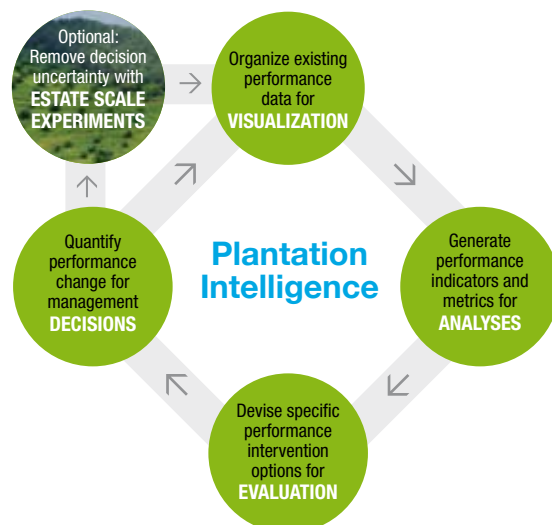 Optional:
Remove decision
uncertainty with
ESTATE SCALE
EXPERIMENTS
Organize existing
performance
data for
VISUALIZATION
Quantify
performance
change for
management
DECISIONS
Plantation
Intelligence
Generate
performance
indicators and
metrics for
ANALYSES
Devise specific
performance
intervention
options for
EVALUATION